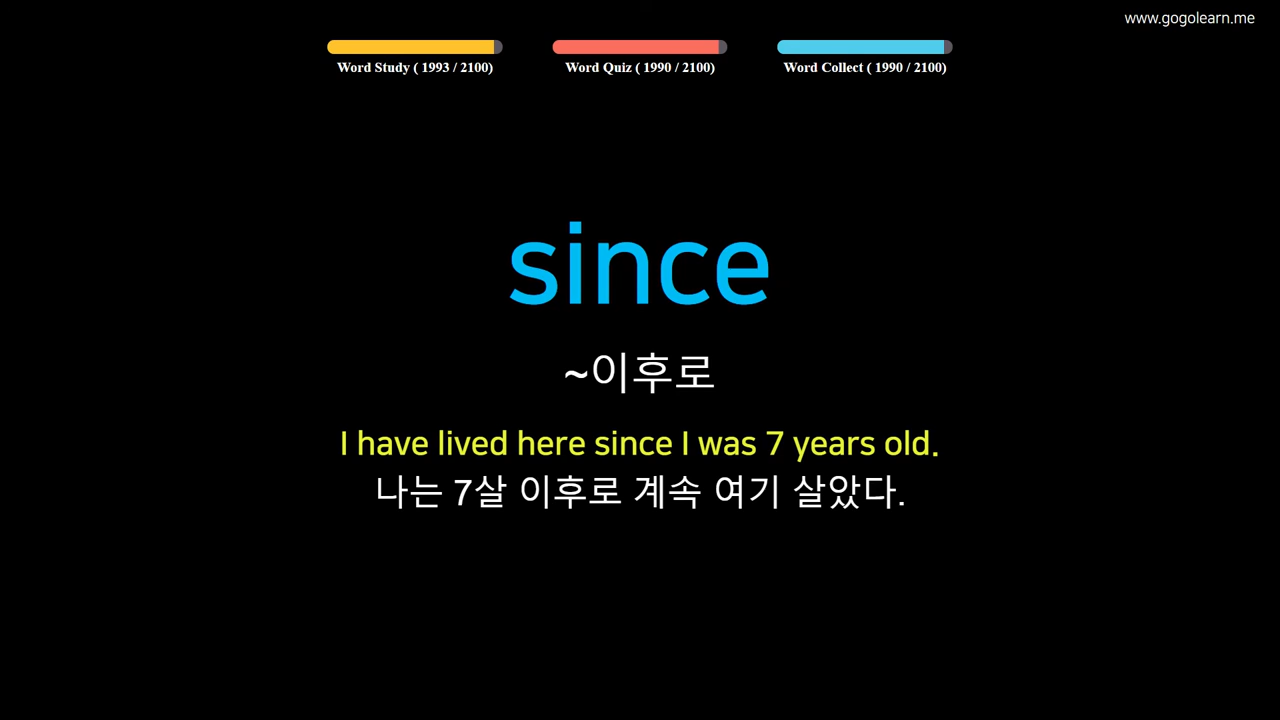 www.gogolearn.me
Word Study ( 1993 / 2100) Word Quiz ( 1990 / 2100) Word Collect ( 1990 / 2100)
since
~이후로
I have lived here since I was 7 years old.
나는 7살 이후로 계속 여기 살았다.